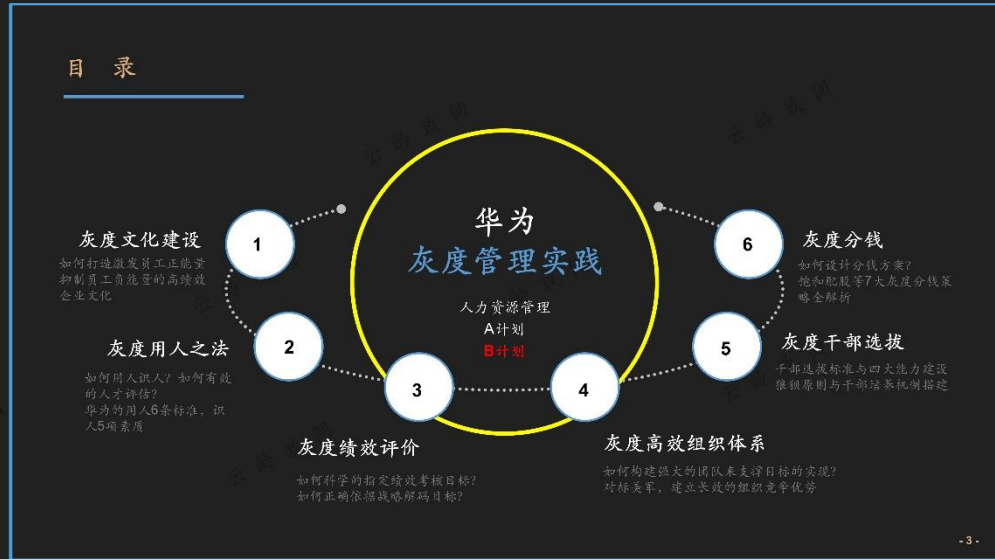 目 录
华为
灰度管理实践
人力资源管理
A计划
B计划
1
灰度文化建设
如何打造激发员工正能量
抑制员工负能量的高绩效
企业文化
2
灰度用人之法
如何用人识人？如何有效
的人才评估？
华为的用人6条标准，识
人5项素质
3
灰度绩效评价
如何科学的指定绩效考核目标？
如何正确依据战略解码目标？
4
灰度高效组织体系
如何构建强大的团队来支撑目标的实现？
对标美军，建立长效的组织竞争优势
5
灰度干部选拔
干部选拔标准与四大能力建设
狼狈原则与干部培养机制搭建
6
灰度分钱
如何设计分钱方案？
饱和配股等7大灰度分钱策
略全解析
- 3 -